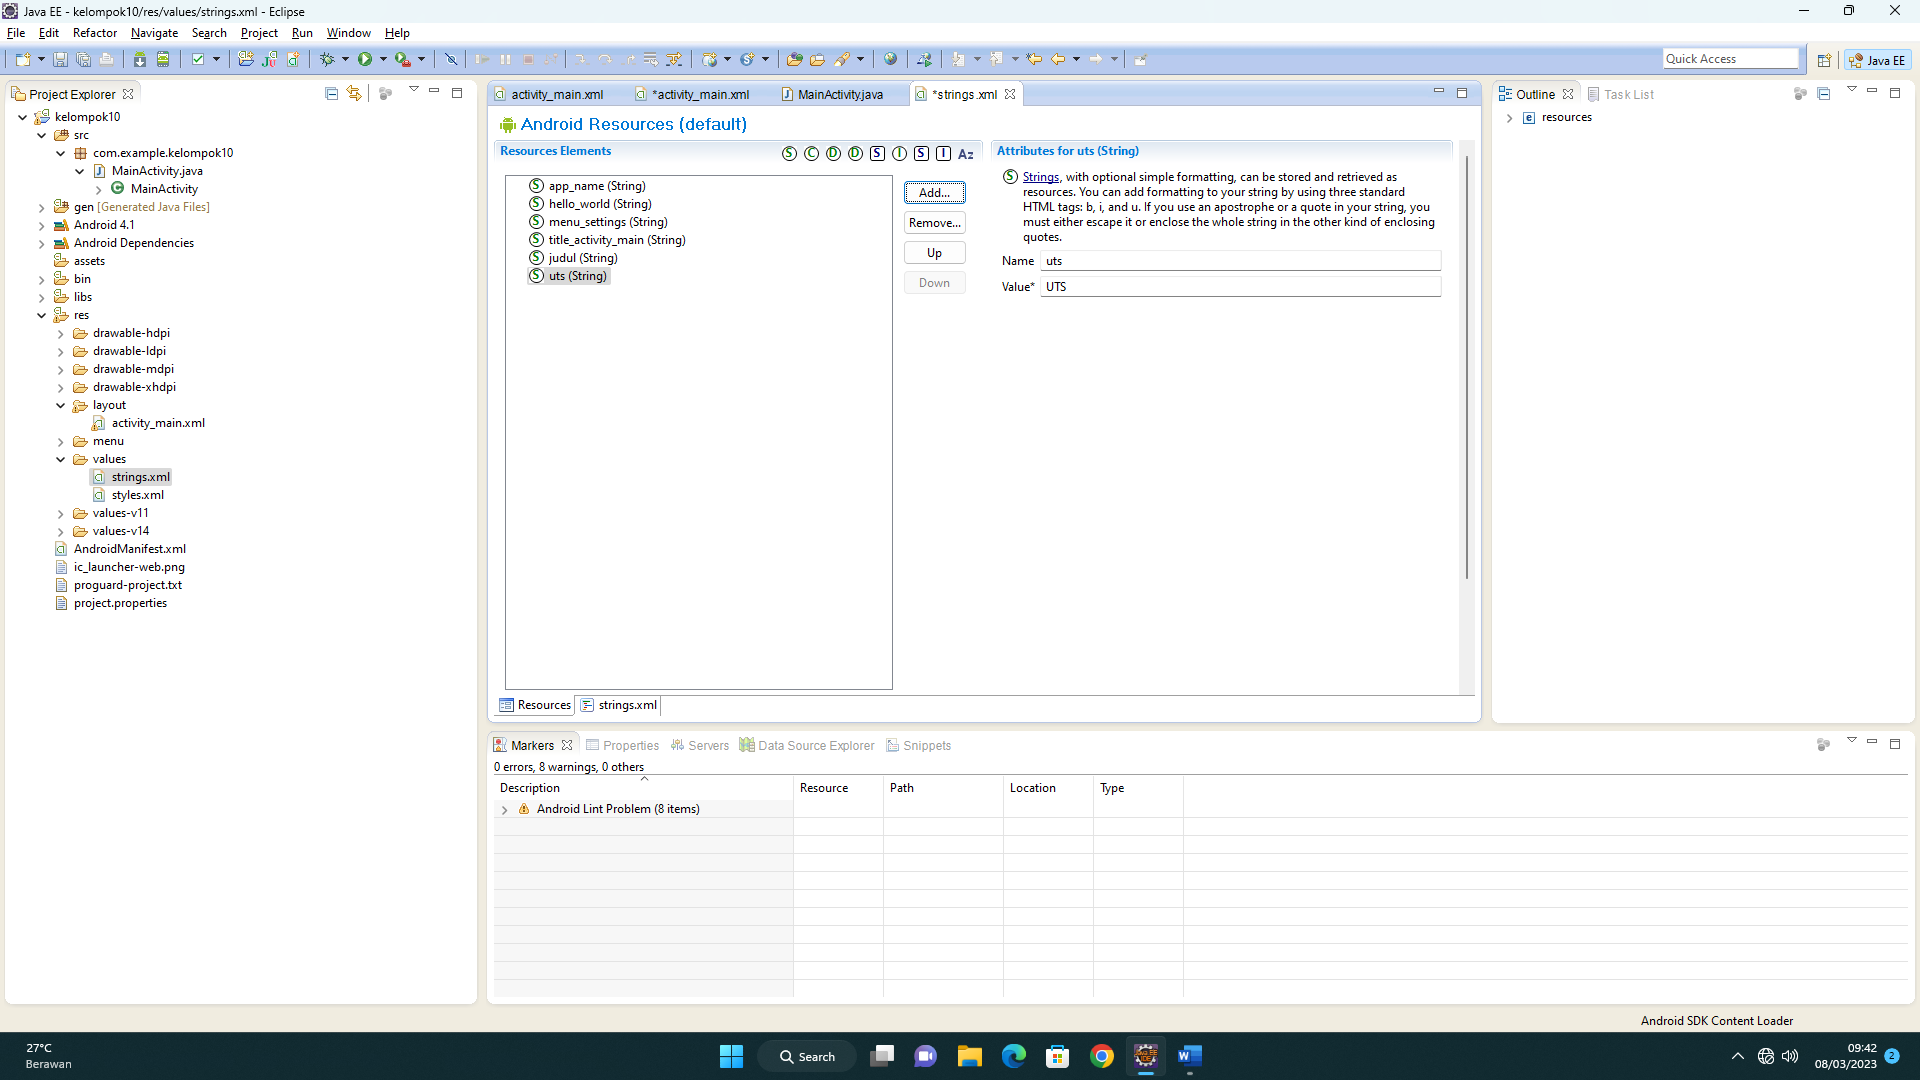 Java EE - kelompok10/res/values/strings.xml - Eclipse
File Edit Refactor Navigate Search Project Run Window Help
Quick Access
Java EE
Project Explorer
kelompok10
src
com.example.kelompok10
MainActivity.java
MainActivity
gen [Generated Java Files]
Android 4.1
Android Dependencies
assets
bin
libs
res
drawable-hdpi
drawable-ldpi
drawable-mdpi
drawable-xhdpi
layout
activity_main.xml
menu
values
strings.xml
styles.xml
values-v11
values-v14
AndroidManifest.xml
ic_launcher-web.png
proguard-project.txt
project.properties
activity_main.xml *activity_main.xml MainActivity.java *strings.xml
Android Resources (default)
Resources Elements
S C D D S I S I Az
app_name (String)
hello_world (String)
menu_settings (String)
title_activity_main (String)
judul (String)
uts (String)
Add...
Remove...
Up
Down
Attributes for uts (String)
Strings, with optional simple formatting, can be stored and retrieved as
resources. You can add formatting to your string by using three standard
HTML tags: b, i, and u. If you use an apostrophe or a quote in your string, you
must either escape it or enclose the whole string in the other kind of enclosing
quotes.
Name uts
Value* UTS
Resources strings.xml
Outline Task List
resources
Markers Properties Servers Data Source Explorer Snippets
0 errors, 8 warnings, 0 others
Description Resource Path Location Type
Android Lint Problem (8 items)
Android SDK Content Loader
27°C
Berawan
Search
09:42
08/03/2023
2